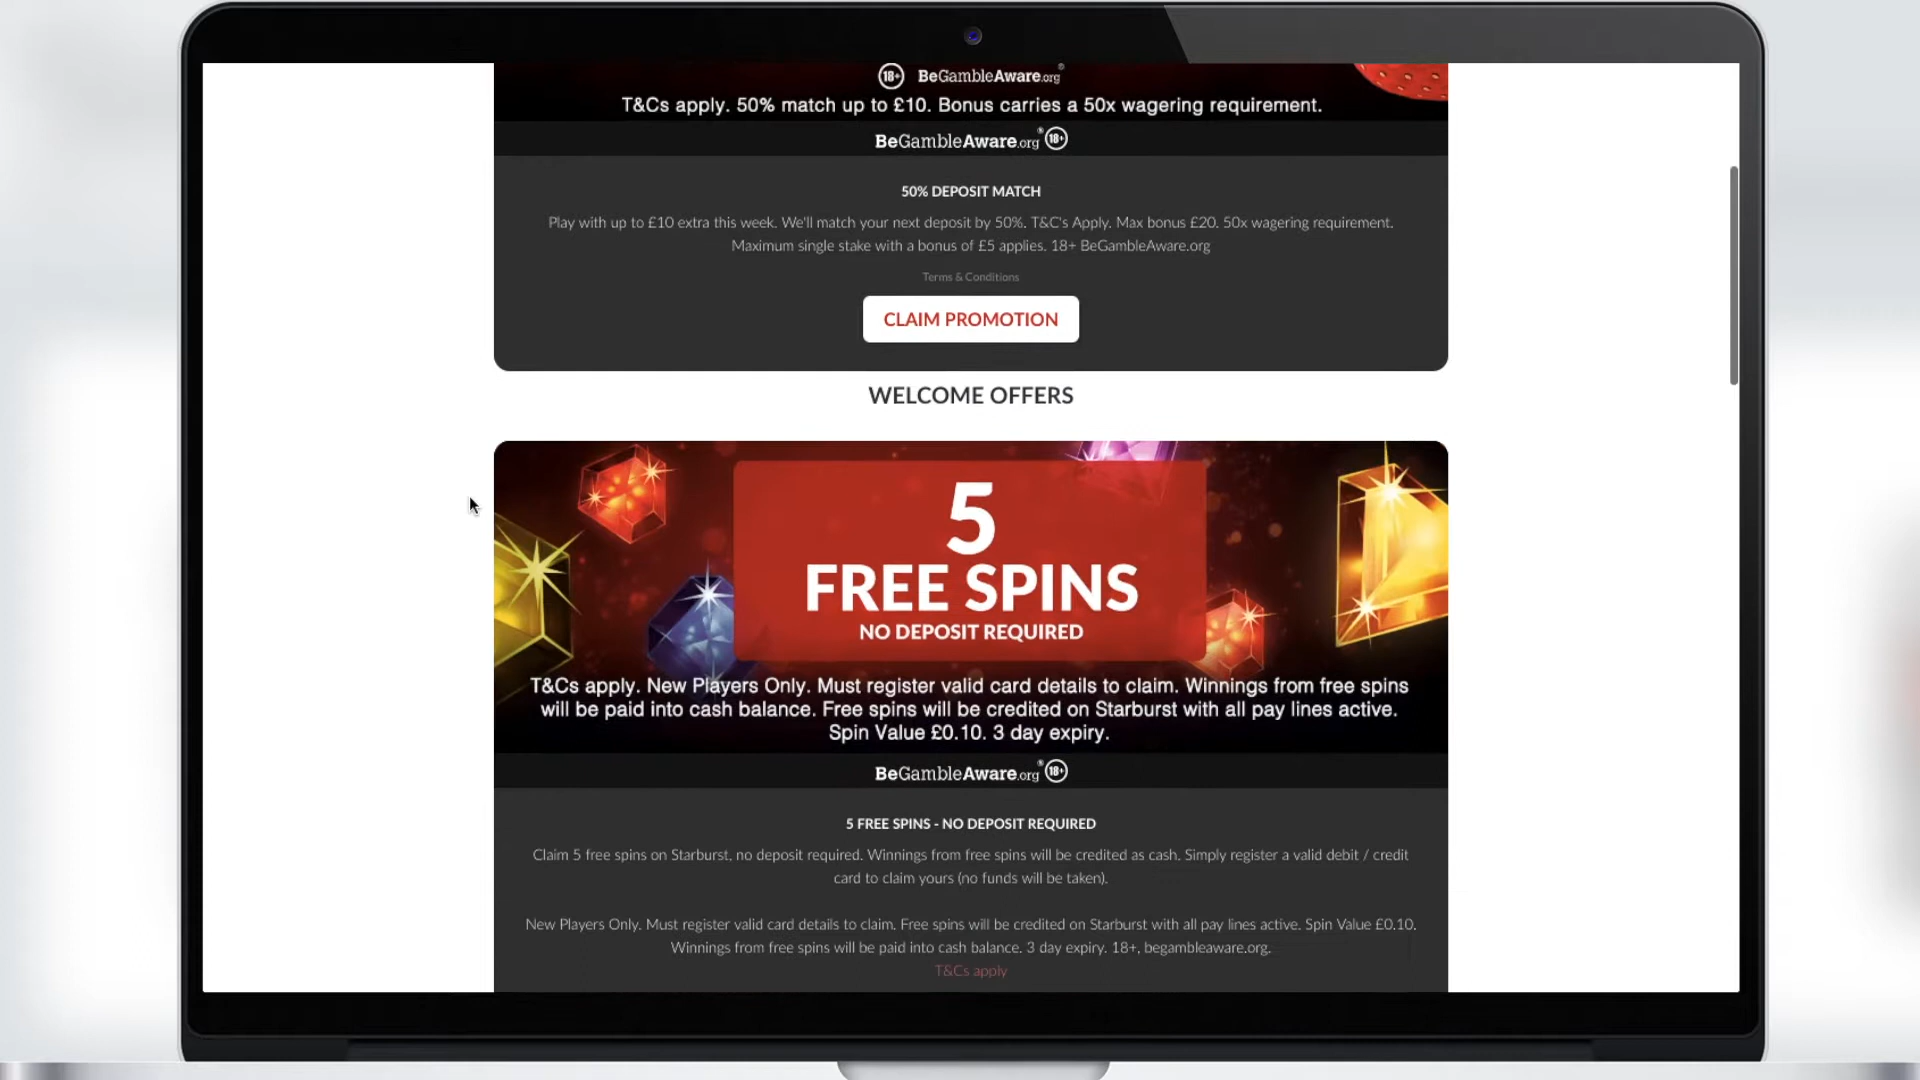 18+ BeGambleAware.org®
T&Cs apply. 50% match up to £10. Bonus carries a 50x wagering requirement.
BeGambleAware.org® 18+
50% DEPOSIT MATCH
Play with up to £10 extra this week. We'll match your next deposit by 50%. T&C's Apply. Max bonus £20. 50x wagering requirement.
Maximum single stake with a bonus of £5 applies. 18+ BeGambleAware.org
Terms & Conditions
CLAIM PROMOTION
WELCOME OFFERS
5
FREE SPINS
NO DEPOSIT REQUIRED
T&Cs apply. New Players Only. Must register valid card details to claim. Winnings from free spins
will be paid into cash balance. Free spins will be credited on Starburst with all pay lines active.
Spin Value £0.10. 3 day expiry.
BeGambleAware.org® 18+
5 FREE SPINS - NO DEPOSIT REQUIRED
Claim 5 free spins on Starburst, no deposit required. Winnings from free spins will be credited as cash. Simply register a valid debit / credit
card to claim yours (no funds will be taken).
New Players Only. Must register valid card details to claim. Free spins will be credited on Starburst with all pay lines active. Spin Value £0.10.
Winnings from free spins will be paid into cash balance. 3 day expiry. 18+, begambleaware.org.
T&Cs apply